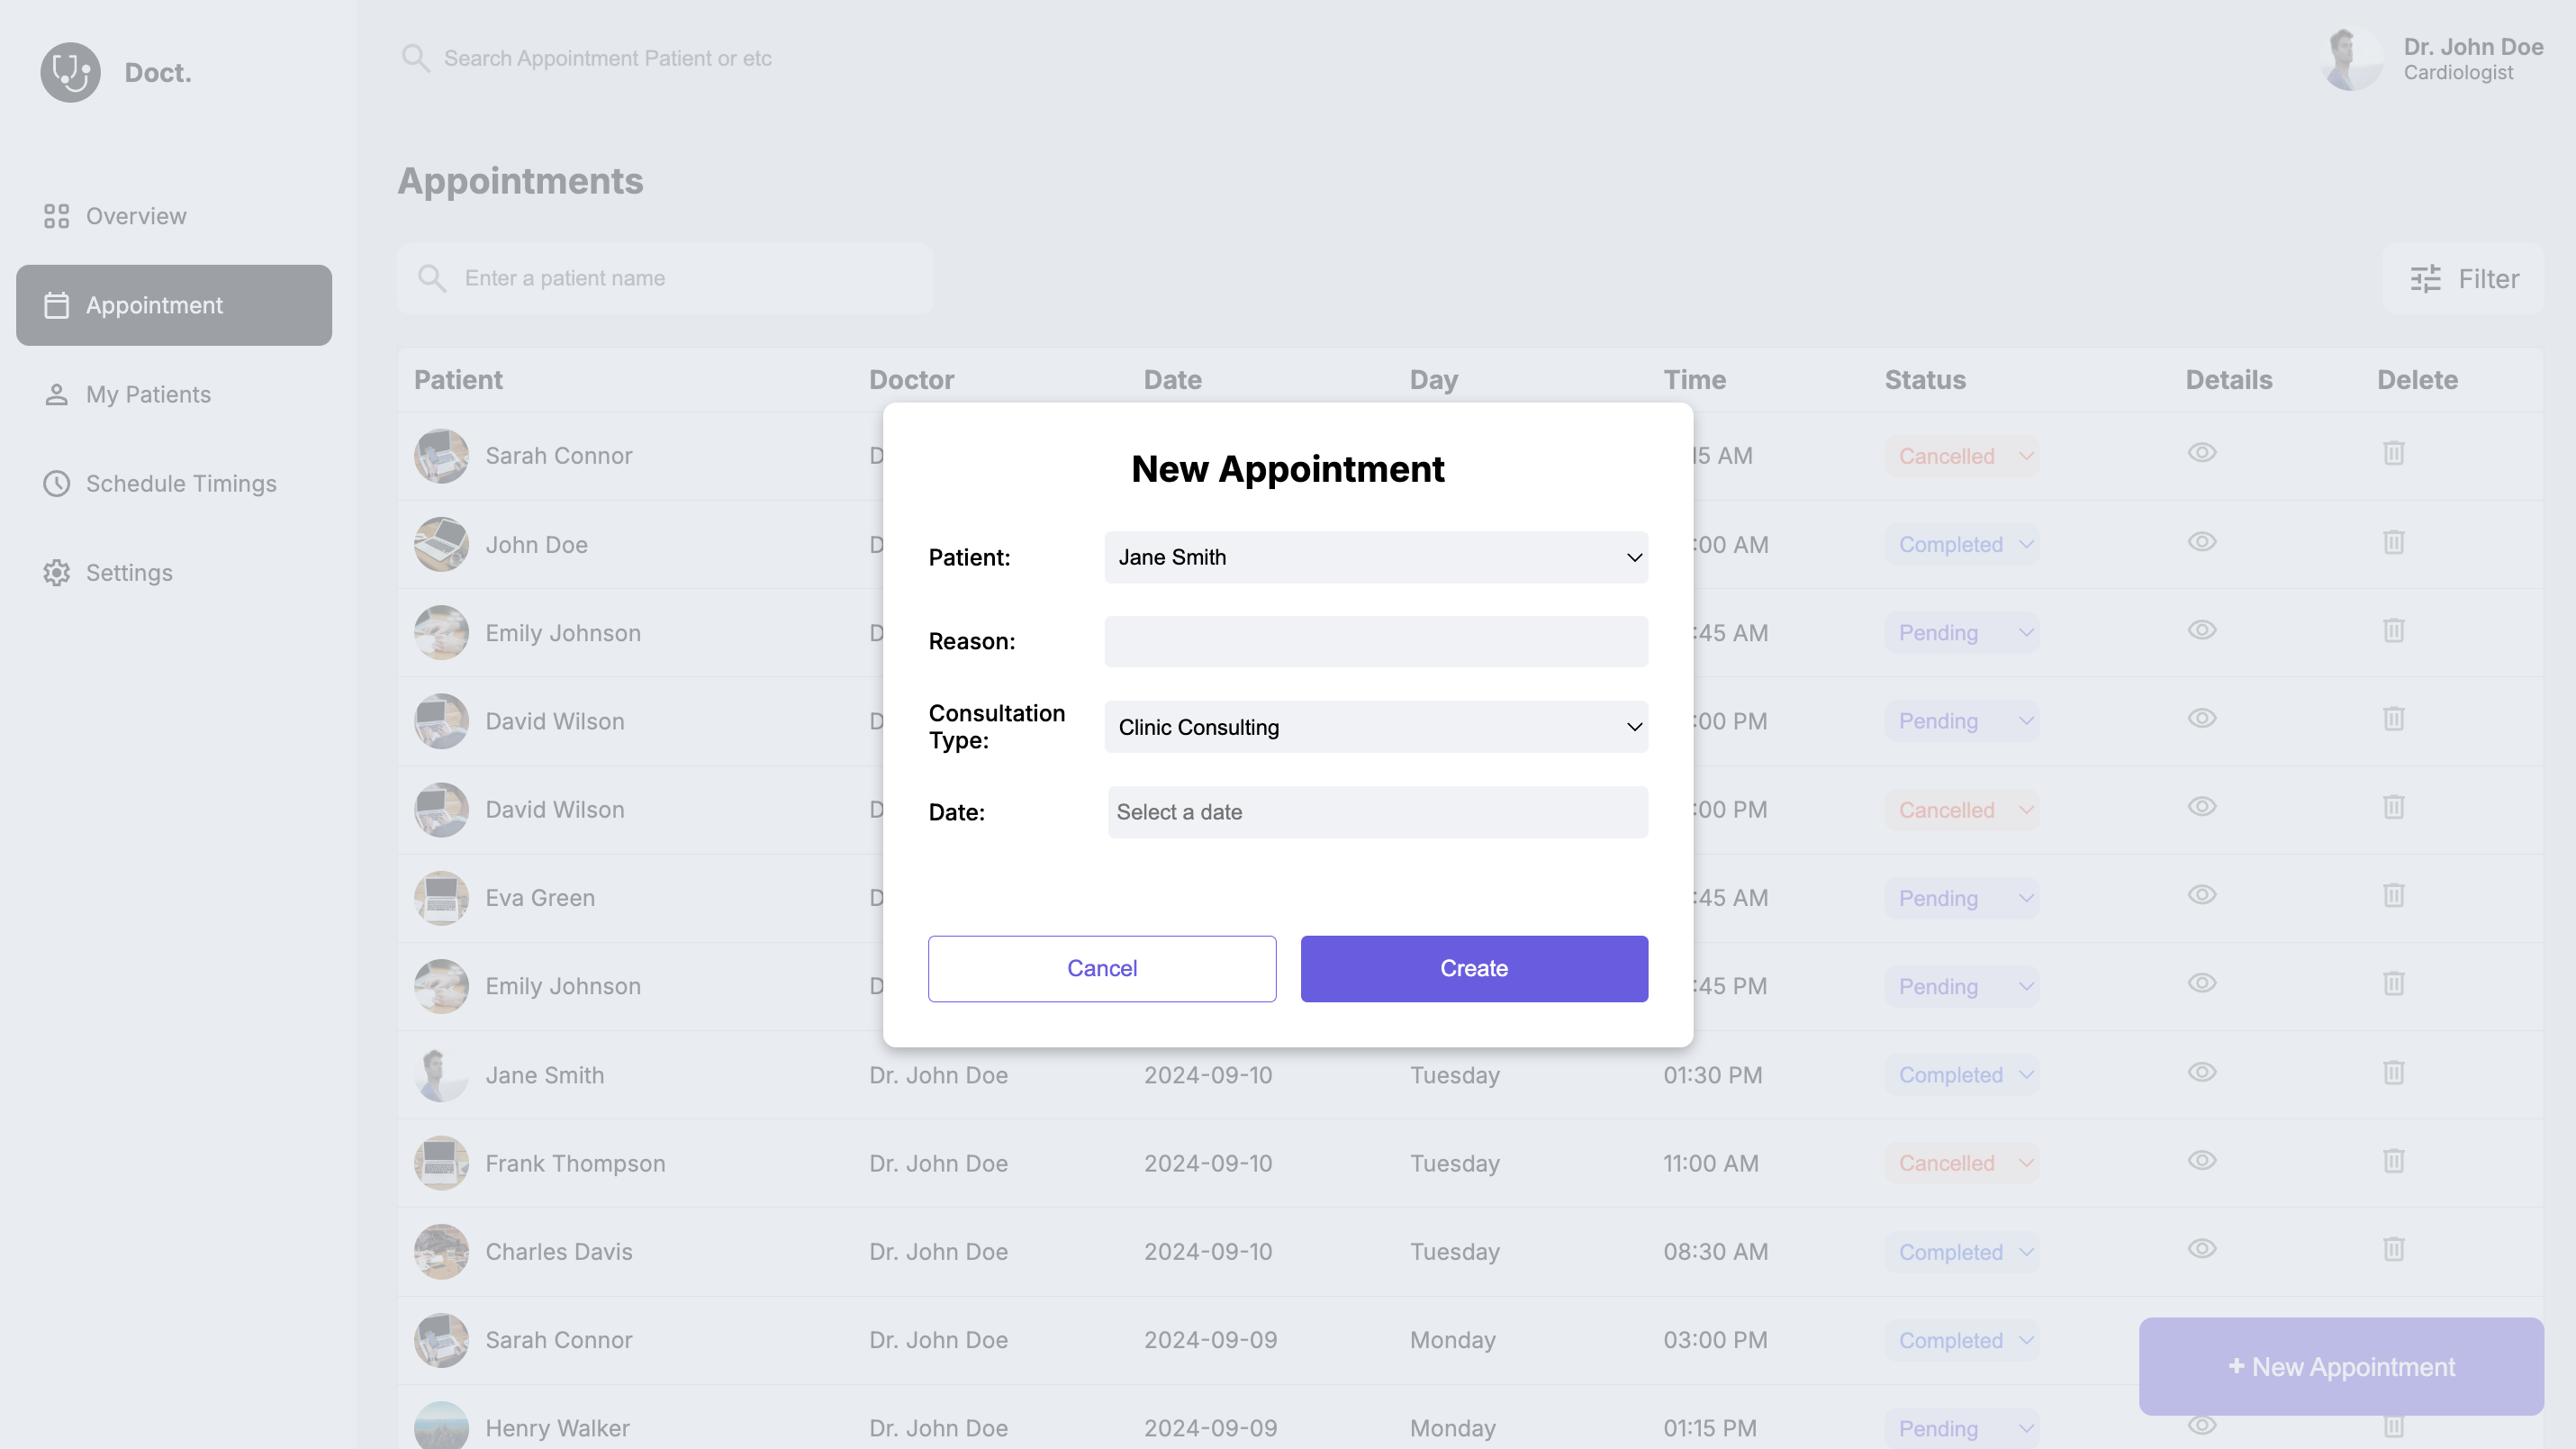 Doct.
Search Appointment Patient or etc
Dr. John Doe
Cardiologist
Overview
Appointment
My Patients
Schedule Timings
Settings
Appointments
Enter a patient name
Filter
Patient Doctor Date Day Time Status Details Delete
Sarah Connor D 15 AM Cancelled
John Doe D :00 AM Completed
Emily Johnson D :45 AM Pending
David Wilson D :00 PM Pending
David Wilson D :00 PM Cancelled
Eva Green D :45 AM Pending
Emily Johnson D :45 PM Pending
Jane Smith Dr. John Doe 2024-09-10 Tuesday 01:30 PM Completed
Frank Thompson Dr. John Doe 2024-09-10 Tuesday 11:00 AM Cancelled
Charles Davis Dr. John Doe 2024-09-10 Tuesday 08:30 AM Completed
Sarah Connor Dr. John Doe 2024-09-09 Monday 03:00 PM Completed
Henry Walker Dr. John Doe 2024-09-09 Monday 01:15 PM Pending
New Appointment
Patient: Jane Smith
Reason:
Consultation
Type: Clinic Consulting
Date: Select a date
Cancel Create
+ New Appointment